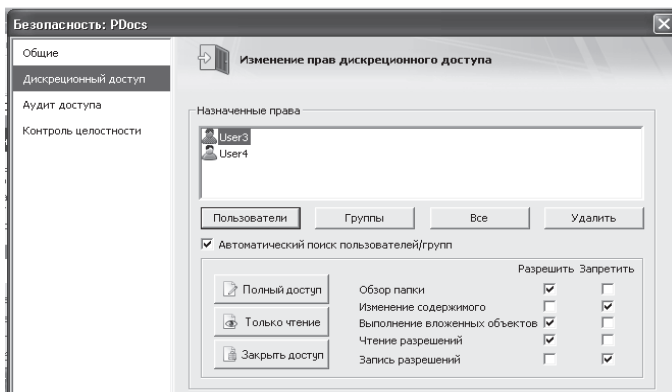 Безопасность: PDocs
Общие
Дискреционный доступ
Аудит доступа
Контроль целостности
Изменение прав дискреционного доступа
Назначенные права
User3
User4
Пользователи Группы Все Удалить
Автоматический поиск пользователей/групп
Разрешить Запретить
Полный доступ
Только чтение
Закрыть доступ
Обзор папки
Изменение содержимого
Выполнение вложенных объектов
Чтение разрешений
Запись разрешений